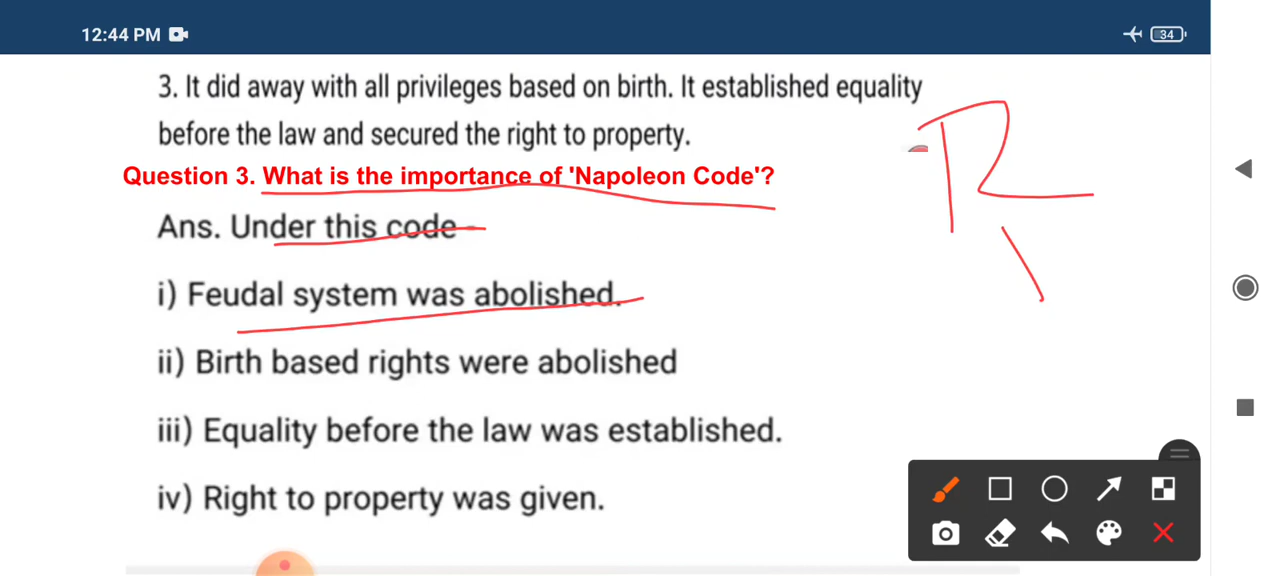 12:44 PM
34
3. It did away with all privileges based on birth. It established equality
before the law and secured the right to property.
Question 3. What is the importance of 'Napoleon Code'?
Ans. Under this code
i) Feudal system was abolished.
ii) Birth based rights were abolished
iii) Equality before the law was established.
iv) Right to property was given.
R